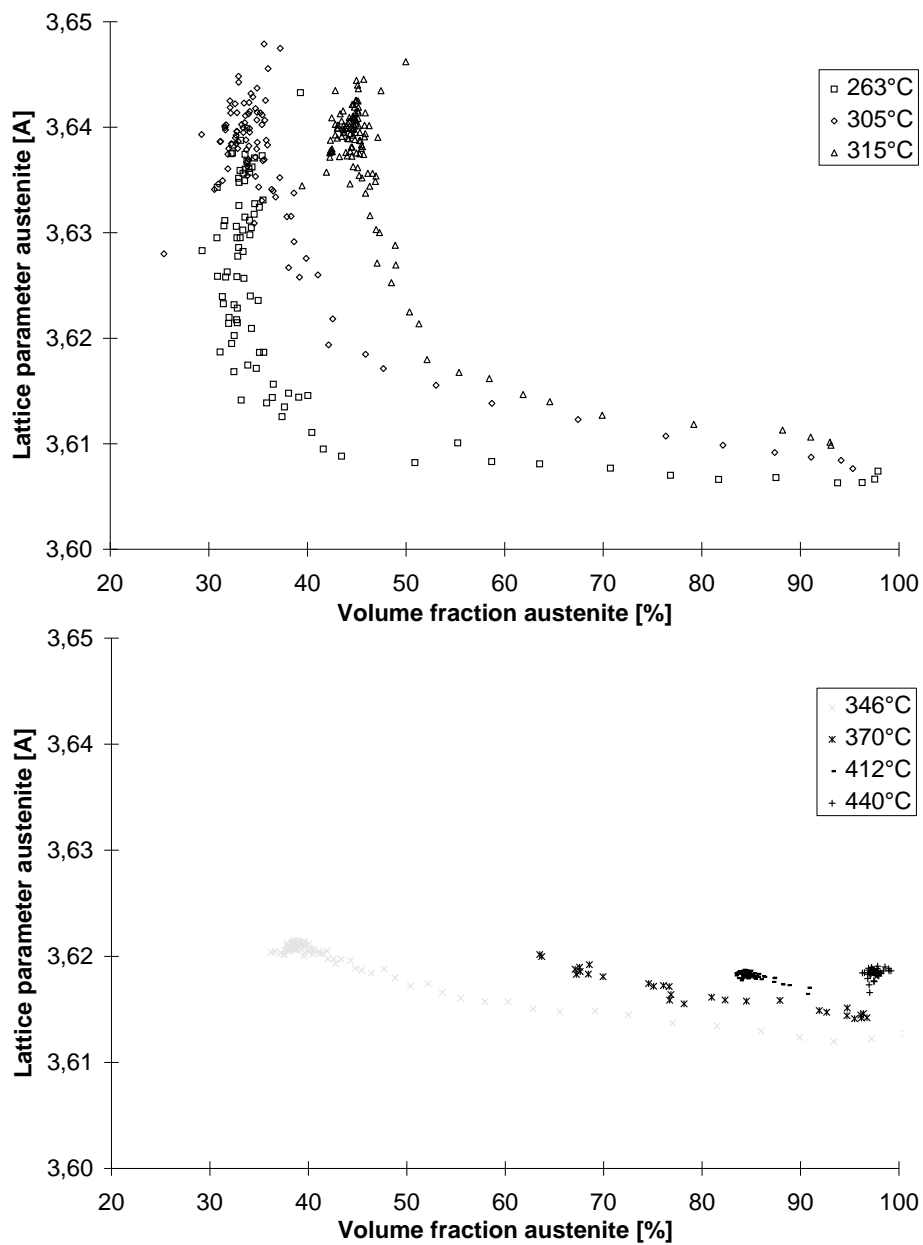 Lattice parameter austenite [A]
3,65
3,64
3,63
3,62
3,61
3,60
263°C
305°C
315°C
20 30 40 50 60 70 80 90 100
Volume fraction austenite [%]
Lattice parameter austenite [A]
3,65
3,64
3,63
3,62
3,61
3,60
346°C
370°C
412°C
440°C
20 30 40 50 60 70 80 90 100
Volume fraction austenite [%]